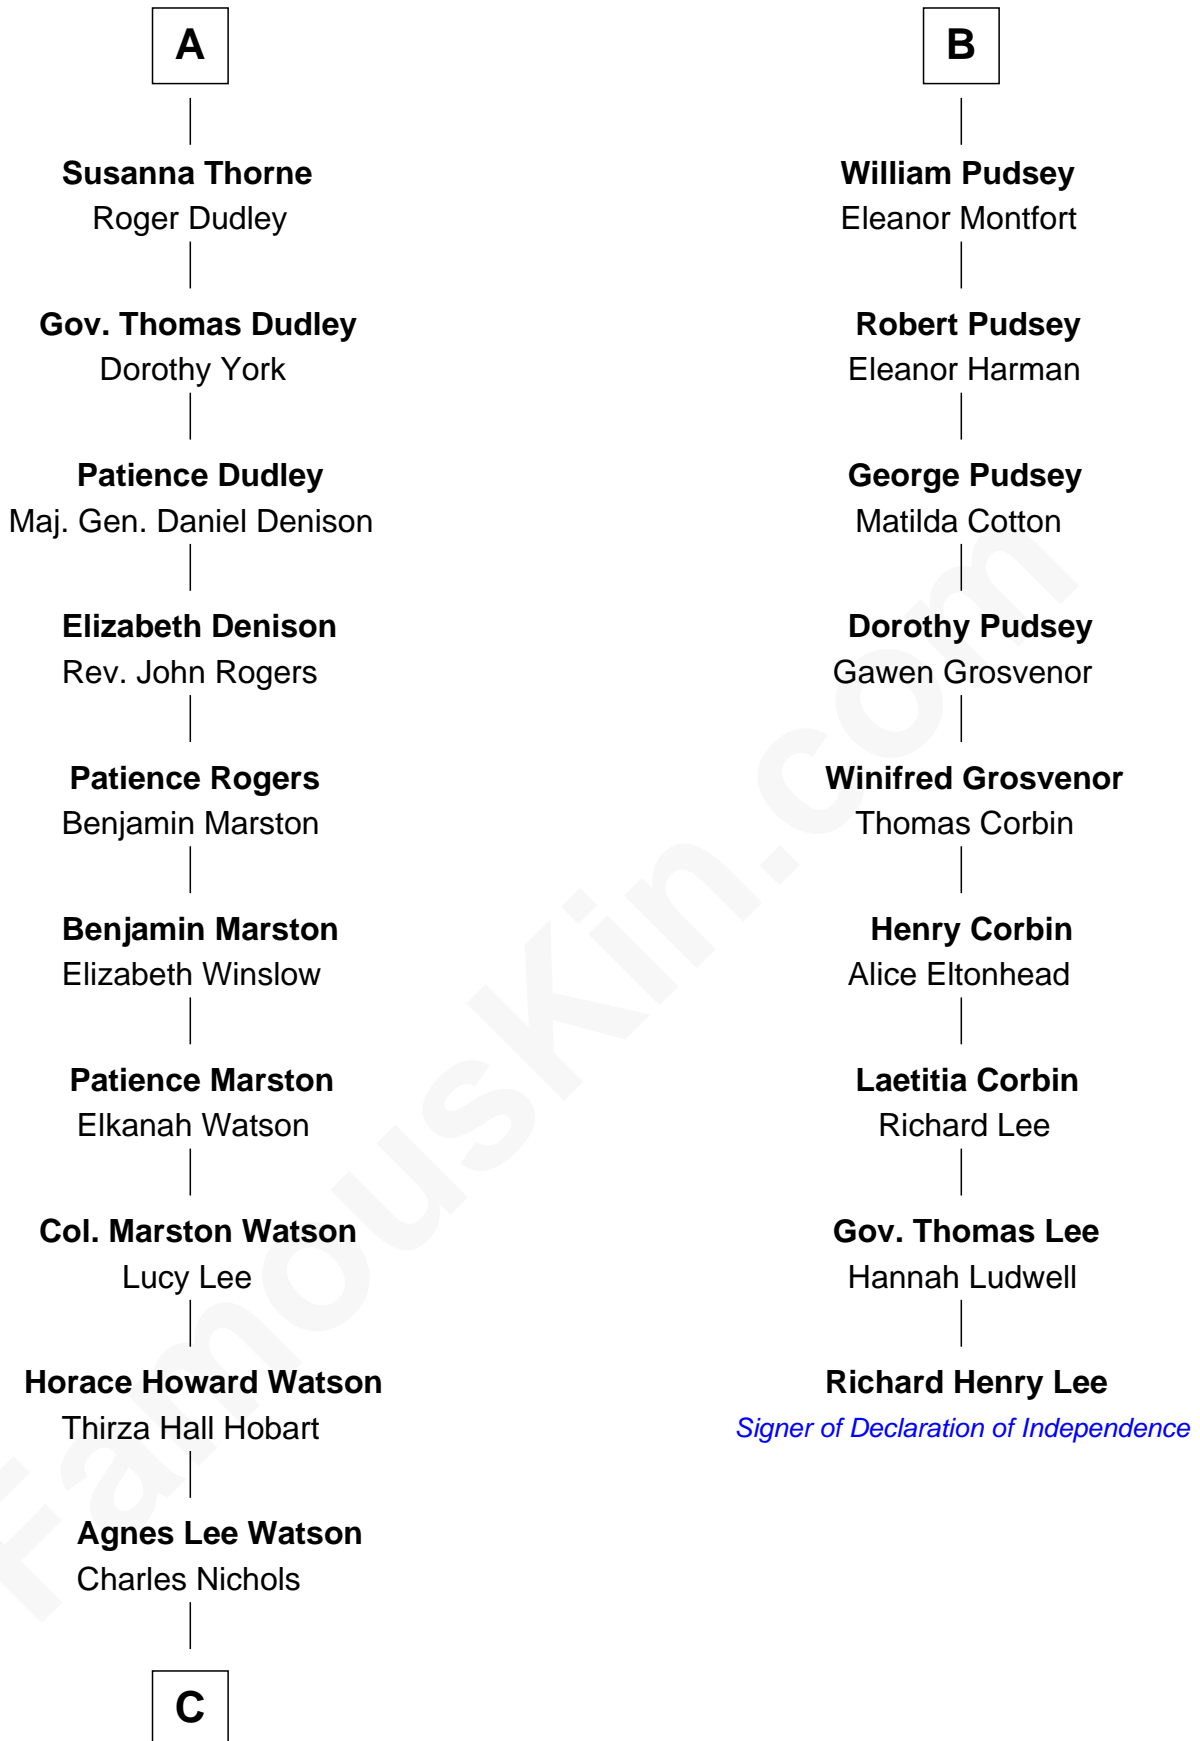 A
Susanna Thorne
Roger Dudley
Gov. Thomas Dudley
Dorothy York
Patience Dudley
Maj. Gen. Daniel Denison
Elizabeth Denison
Rev. John Rogers
Patience Rogers
Benjamin Marston
Benjamin Marston
Elizabeth Winslow
Patience Marston
Elkanah Watson
Col. Marston Watson
Lucy Lee
Horace Howard Watson
Thirza Hall Hobart
Agnes Lee Watson
Charles Nichols
C
B
William Pudsey
Eleanor Montfort
Robert Pudsey
Eleanor Harman
George Pudsey
Matilda Cotton
Dorothy Pudsey
Gawen Grosvenor
Winifred Grosvenor
Thomas Corbin
Henry Corbin
Alice Eltonhead
Laetitia Corbin
Richard Lee
Gov. Thomas Lee
Hannah Ludwell
Richard Henry Lee
Signer of Declaration of Independence
FamousKin.com